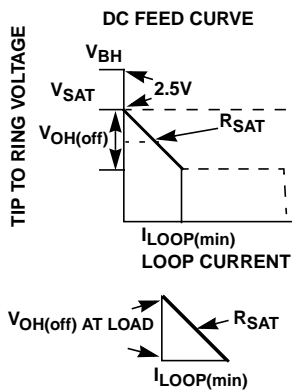 DC FEED CURVE
TIP TO RING VOLTAGE
VBH
VSAT
2.5V
VOH(off)
RSAT
ILOOP(min)
LOOP CURRENT
VOH(off) AT LOAD
RSAT
ILOOP(min)